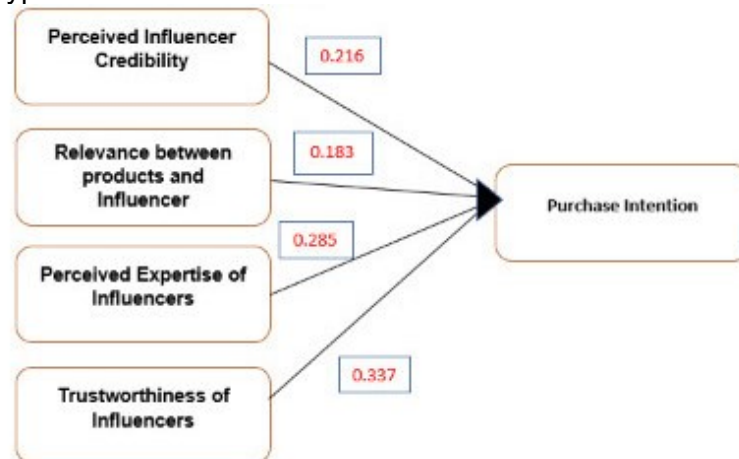 Perceived Influencer
Credibility
0.216
Relevance between
products and
Influencer
0.183
Purchase Intention
0.285
Perceived Expertise of
Influencers
0.337
Trustworthiness of
Influencers